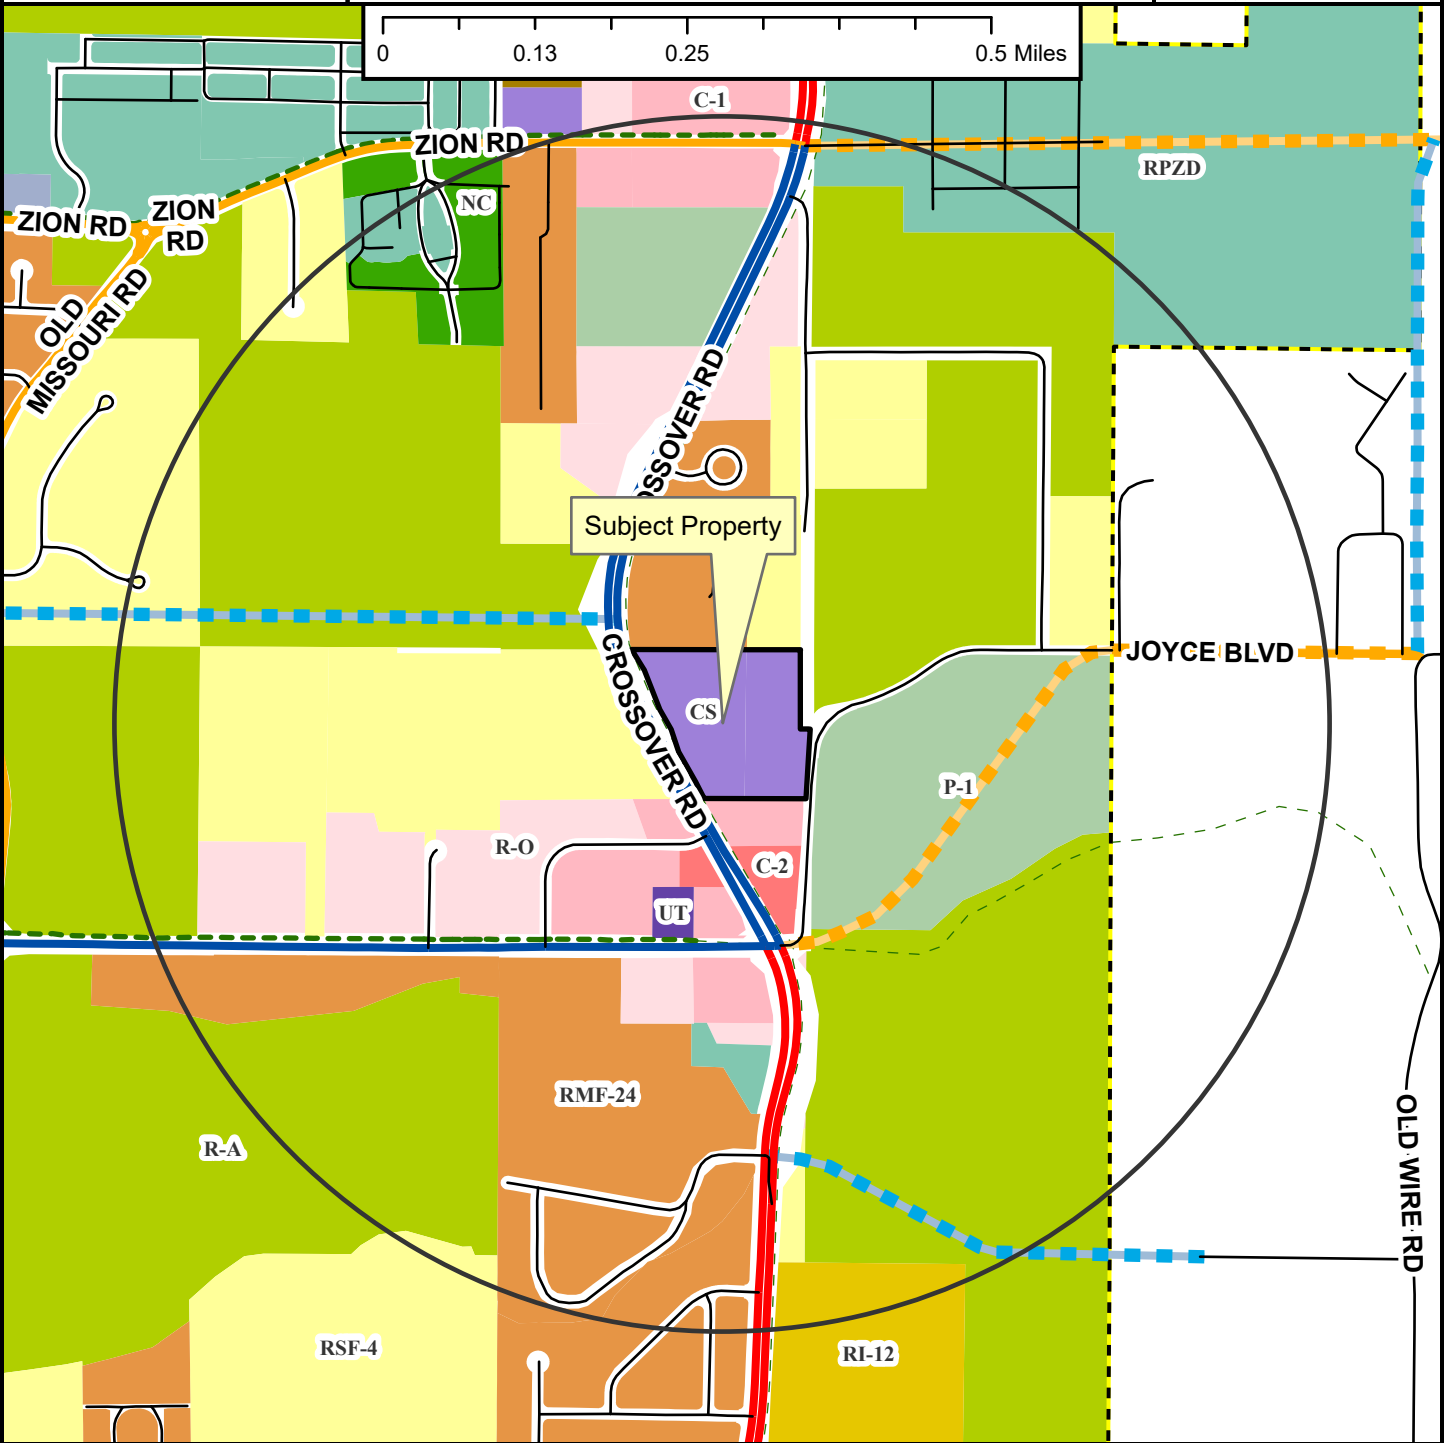 0 0.13 0.25 0.5 Miles
C-1
ZION RD
RPZD
NC
ZION RD
ZION
RD
OLD
MISSOURI RD
OSSOVER RD
Subject Property
JOYCE BLVD
CROSSOVER RD
CS
P-1
R-O
C-2
UT
RMF-24
R-A
OLD WIRE RD
RSF-4
RI-12